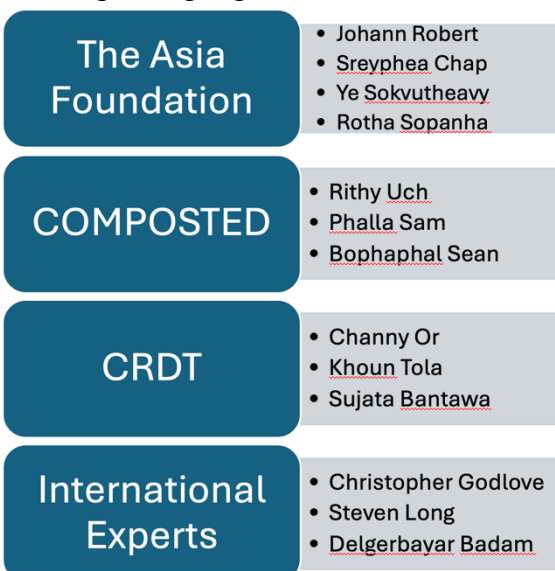 The Asia
Foundation
Johann Robert
Sreyphea Chap
Ye Sokvutheavy
Rotha Sopanha
COMPOSTED
Rithy Uch
Phalla Sam
Bophaphal Sean
CRDT
Channy Or
Khoun Tola
Sujata Bantawa
International
Experts
Christopher Godlove
Steven Long
Delgerbayar Badam